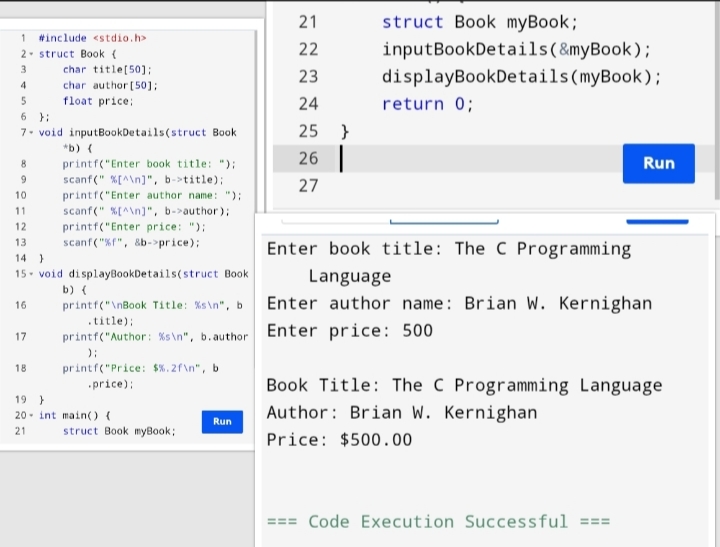 1 #include <stdio.h>
2 struct Book {
3 char title[50];
4 char author[50];
5 float price;
6 };
7 void inputBookDetails(struct Book
*b) {
8 printf("Enter book title: ");
9 scanf(" %[^\n]", b->title);
10 printf("Enter author name: ");
11 scanf(" %[^\n]", b->author);
12 printf("Enter price: ");
13 scanf("%f", &b->price);
14 }
15 void displayBookDetails(struct Book
b) {
16 printf("\nBook Title: %s\n", b
.title);
17 printf("Author: %s\n", b.author
);
18 printf("Price: $%.2f\n", b
.price);
19 }
20 int main() {
Run
21 struct Book myBook;
21 struct Book myBook;
22 inputBookDetails(&myBook);
23 displayBookDetails(myBook);
24 return 0;
25 }
26
Run
27
Enter book title: The C Programming
Language
Enter author name: Brian W. Kernighan
Enter price: 500
Book Title: The C Programming Language
Author: Brian W. Kernighan
Price: $500.00
=== Code Execution Successful ===